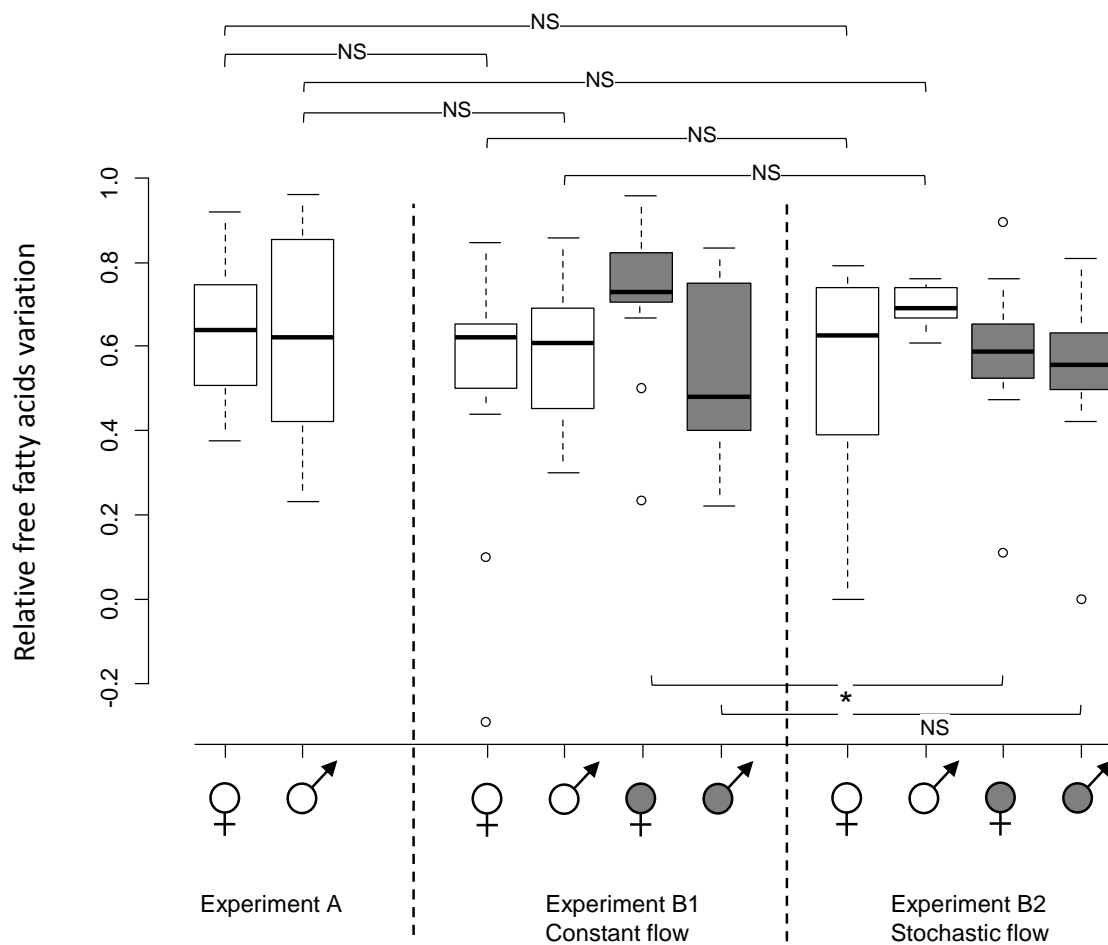 NS
NS
NS
NS
NS
NS
Relative free fatty acids variation
1.0
0.8
0.6
0.4
0.2
0.0
-0.2
*
NS
♀ ♂ ♀ ♂ ♀ ♂ ♀ ♂ ♀ ♂
Experiment A
Experiment B1
Constant flow
Experiment B2
Stochastic flow